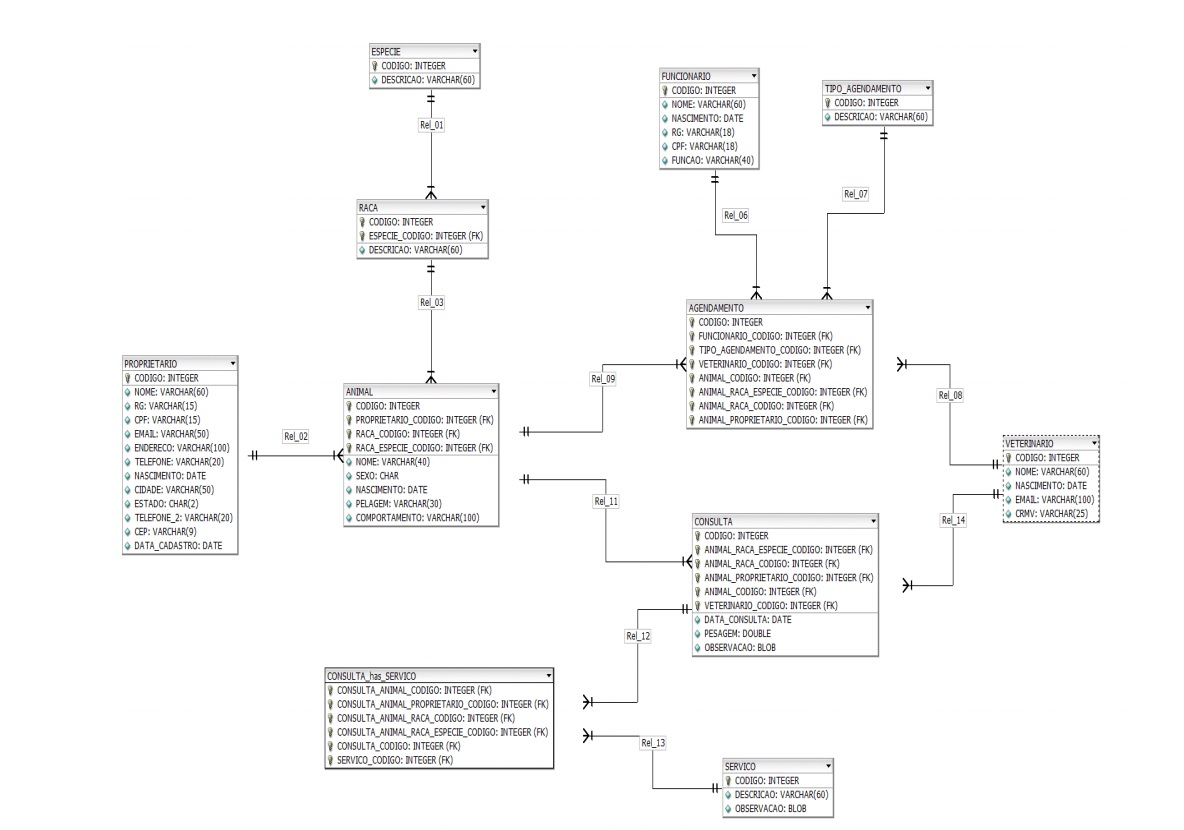 ESPECIE
CODIGO: INTEGER
DESCRICAO: VARCHAR(60)
Rel_01
RACA
CODIGO: INTEGER
ESPECIE_CODIGO: INTEGER (FK)
DESCRICAO: VARCHAR(60)
Rel_03
FUNCIONARIO
CODIGO: INTEGER
NOME: VARCHAR(60)
NASCIMENTO: DATE
RG: VARCHAR(18)
CPF: VARCHAR(18)
FUNCAO: VARCHAR(40)
Rel_06
TIPO_AGENDAMENTO
CODIGO: INTEGER
DESCRICAO: VARCHAR(60)
Rel_07
PROPRIETARIO
CODIGO: INTEGER
NOME: VARCHAR(60)
RG: VARCHAR(15)
CPF: VARCHAR(15)
EMAIL: VARCHAR(50)
ENDERECO: VARCHAR(100)
TELEFONE: VARCHAR(20)
NASCIMENTO: DATE
CIDADE: VARCHAR(50)
ESTADO: CHAR(2)
TELEFONE_2: VARCHAR(20)
CEP: VARCHAR(9)
DATA_CADASTRO: DATE
Rel_02
ANIMAL
CODIGO: INTEGER
PROPRIETARIO_CODIGO: INTEGER (FK)
RACA_CODIGO: INTEGER (FK)
RACA_ESPECIE_CODIGO: INTEGER (FK)
NOME: VARCHAR(40)
SEXO: CHAR
NASCIMENTO: DATE
PELAGEM: VARCHAR(30)
COMPORTAMENTO: VARCHAR(100)
Rel_09
Rel_11
AGENDAMENTO
CODIGO: INTEGER
FUNCIONARIO_CODIGO: INTEGER (FK)
TIPO_AGENDAMENTO_CODIGO: INTEGER (FK)
VETERINARIO_CODIGO: INTEGER (FK)
ANIMAL_CODIGO: INTEGER (FK)
ANIMAL_RACA_ESPECIE_CODIGO: INTEGER (FK)
ANIMAL_RACA_CODIGO: INTEGER (FK)
ANIMAL_PROPRIETARIO_CODIGO: INTEGER (FK)
Rel_08
VETERINARIO
CODIGO: INTEGER
NOME: VARCHAR(60)
NASCIMENTO: DATE
EMAIL: VARCHAR(100)
CRMV: VARCHAR(25)
Rel_14
CONSULTA
CODIGO: INTEGER
ANIMAL_RACA_ESPECIE_CODIGO: INTEGER (FK)
ANIMAL_RACA_CODIGO: INTEGER (FK)
ANIMAL_PROPRIETARIO_CODIGO: INTEGER (FK)
ANIMAL_CODIGO: INTEGER (FK)
VETERINARIO_CODIGO: INTEGER (FK)
DATA_CONSULTA: DATE
PESAGEM: DOUBLE
OBSERVACAO: BLOB
Rel_12
CONSULTA_has_SERVICO
CONSULTA_ANIMAL_CODIGO: INTEGER (FK)
CONSULTA_ANIMAL_PROPRIETARIO_CODIGO: INTEGER (FK)
CONSULTA_ANIMAL_RACA_CODIGO: INTEGER (FK)
CONSULTA_ANIMAL_RACA_ESPECIE_CODIGO: INTEGER (FK)
CONSULTA_CODIGO: INTEGER (FK)
SERVICO_CODIGO: INTEGER (FK)
Rel_13
SERVICO
CODIGO: INTEGER
DESCRICAO: VARCHAR(60)
OBSERVACAO: BLOB